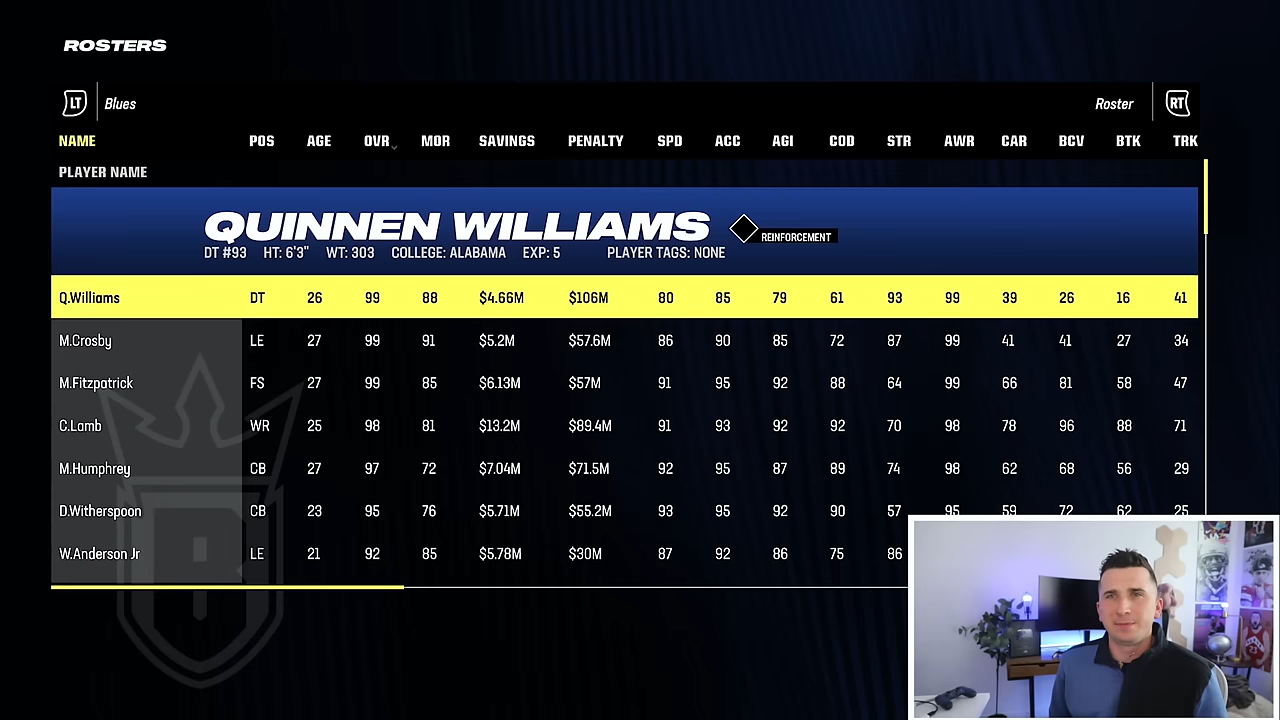 ROSTERS
LT Blues Roster RT
NAME POS AGE OVR MOR SAVINGS PENALTY SPD ACC AGI COD STR AWR CAR BCV BTK TRK
PLAYER NAME
QUINNEN WILLIAMS REINFORCEMENT
DT #93 HT: 6'3" WT: 303 COLLEGE: ALABAMA EXP: 5 PLAYER TAGS: NONE
Q.Williams DT 26 99 88 $4.66M $106M 80 85 79 61 93 99 39 26 16 41
M.Crosby LE 27 99 91 $5.2M $57.6M 86 90 85 72 87 99 41 41 27 34
M.Fitzpatrick FS 27 99 85 $6.13M $57M 91 95 92 88 64 99 66 81 58 47
C.Lamb WR 25 98 81 $13.2M $89.4M 91 93 92 92 70 98 78 96 88 71
M.Humphrey CB 27 97 72 $7.04M $71.5M 92 95 87 89 74 98 62 68 56 29
D.Witherspoon CB 23 95 76 $5.71M $55.2M 93 95 92 90 57 95 59 72 62 25
W.Anderson Jr LE 21 92 85 $5.78M $30M 87 92 86 75 86
B